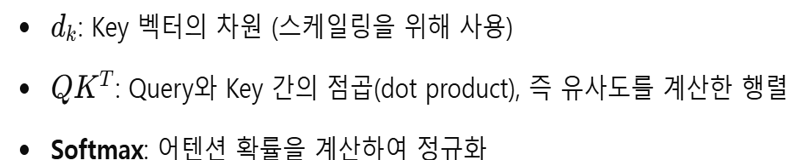 • d_k: Key 벡터의 차원 (스케일링을 위해 사용)
• QK^T: Query와 Key 간의 점곱(dot product), 즉 유사도를 계산한 행렬
• Softmax: 어텐션 확률을 계산하여 정규화